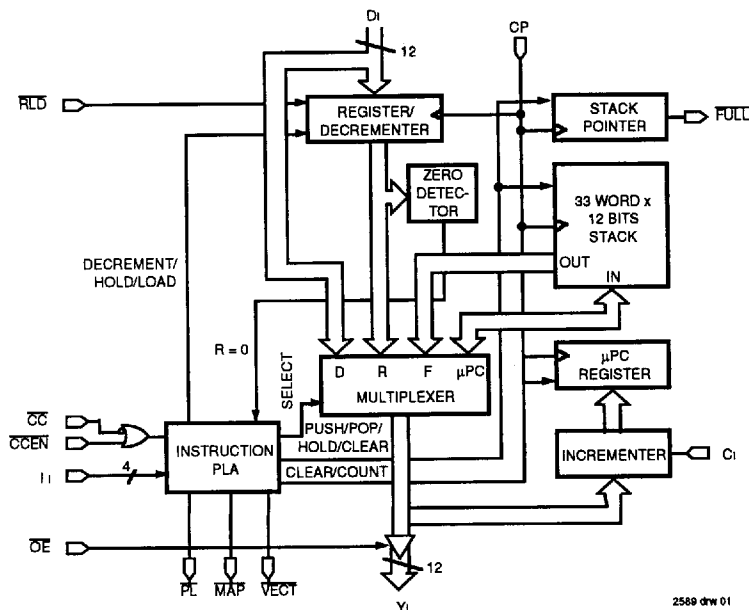 Di
CP
12
RLD
REGISTER/
DECREMENTER
STACK
POINTER
FULL
ZERO
DETEC-
TOR
33 WORD x
12 BITS
STACK
OUT
IN
DECREMENT/
HOLD/LOAD
R = 0
SELECT
D R F µPC
MULTIPLEXER
µPC
REGISTER
CC
CCEN
INSTRUCTION
PLA
PUSH/POP/
HOLD/CLEAR
CLEAR/COUNT
INCREMENTER
Ci
Ii
4
OE
12
PL
MAP
VECT
Yi
2589 drw 01